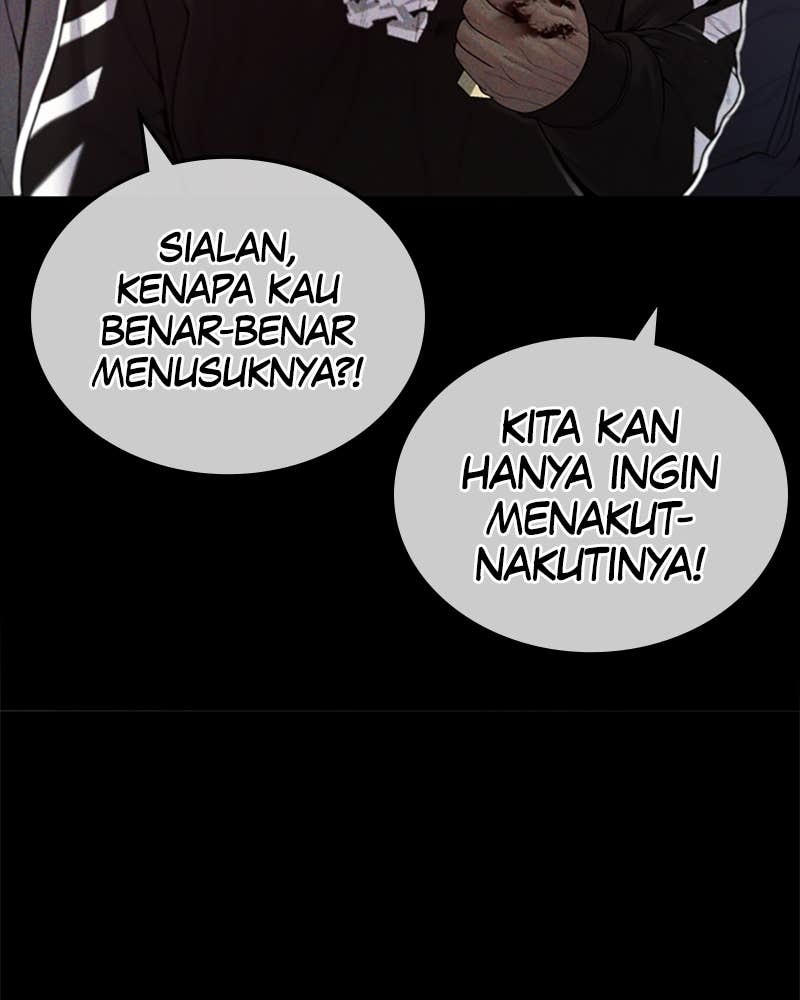 SIALAN,
KENAPA KAU
BENAR-BENAR
MENUSUKNYA?!
KITA KAN
HANYA INGIN
MENAKUT-
NAKUTINYA!